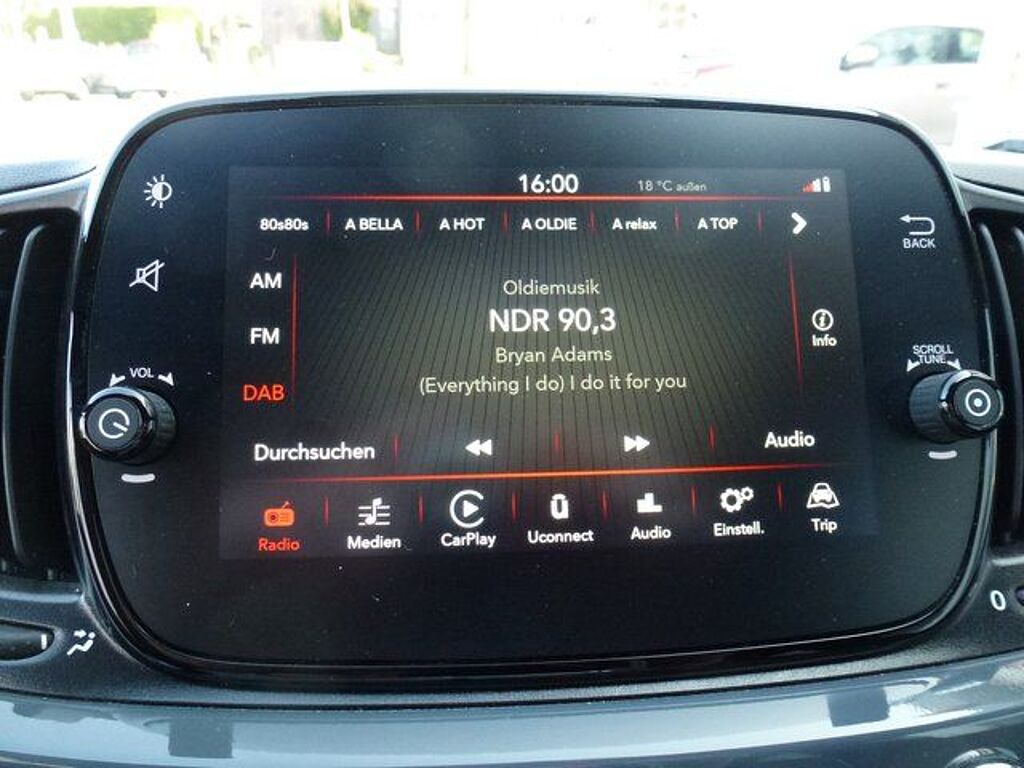 16:00 18 °C außen
80s80s A BELLA A HOT A OLDIE A relax A TOP
BACK
AM
Oldiemusik
NDR 90,3
Info
FM
Bryan Adams
SCROLL
TUNE
VOL
DAB
(Everything I do) I do it for you
Durchsuchen Audio
Radio Medien CarPlay Uconnect Audio Einstell. Trip
0